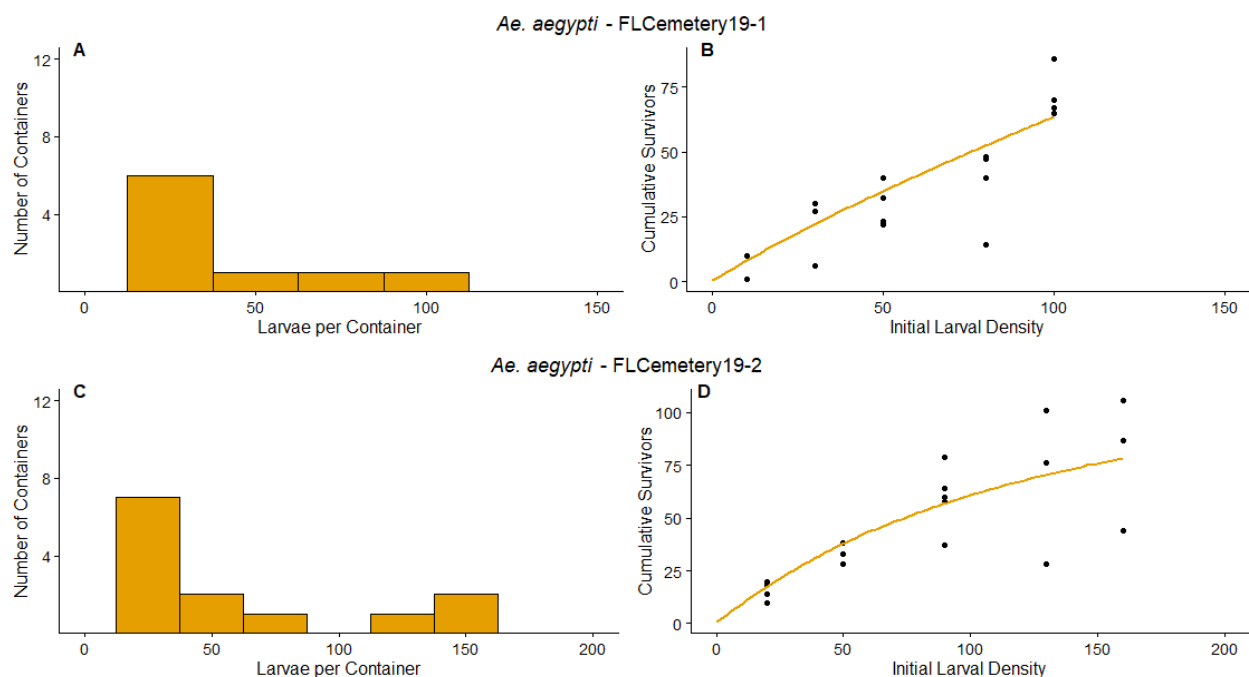 Ae. aegypti - FLCemetery19-1
A
12
8
4
Number of Containers
0
50
100
150
Larvae per Container
B
75
50
25
0
Cumulative Survivors
0
50
100
150
Initial Larval Density
Ae. aegypti - FLCemetery19-2
C
12
8
4
Number of Containers
0
50
100
150
200
Larvae per Container
D
100
75
50
25
0
Cumulative Survivors
0
50
100
150
200
Initial Larval Density